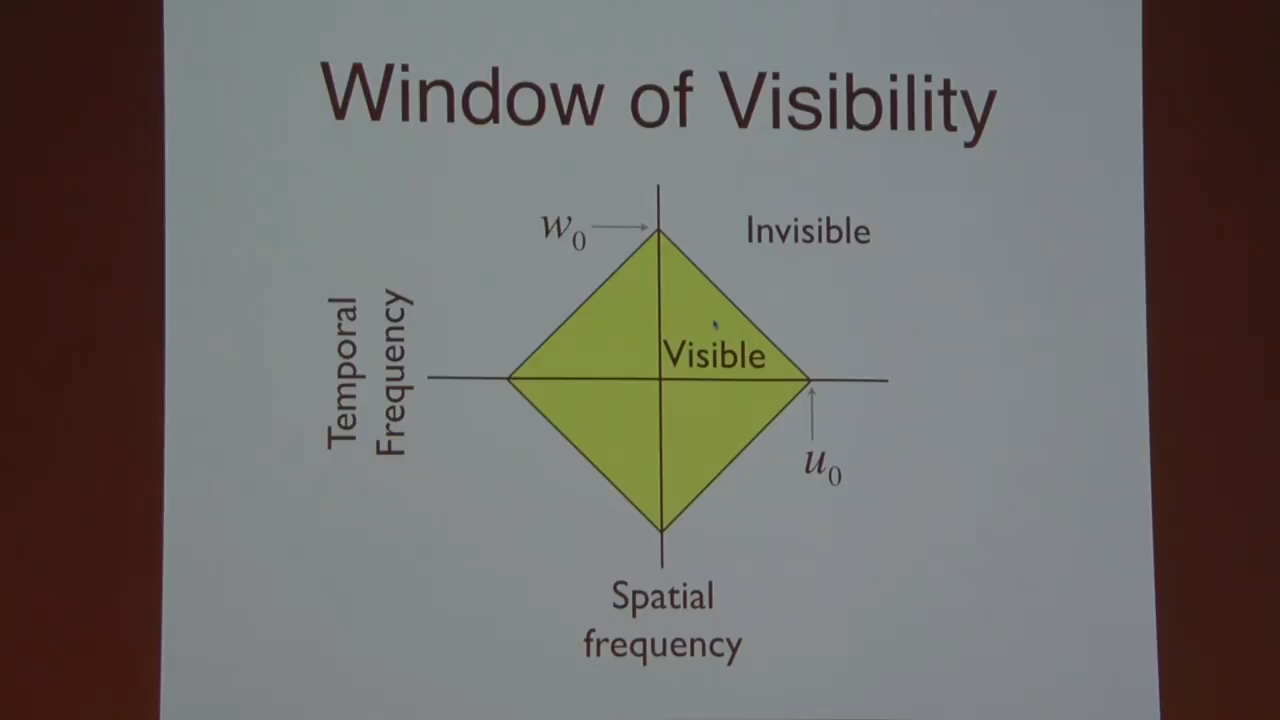 Window of Visibility
w₀
Invisible
Temporal
Frequency
Visible
u₀
Spatial
frequency